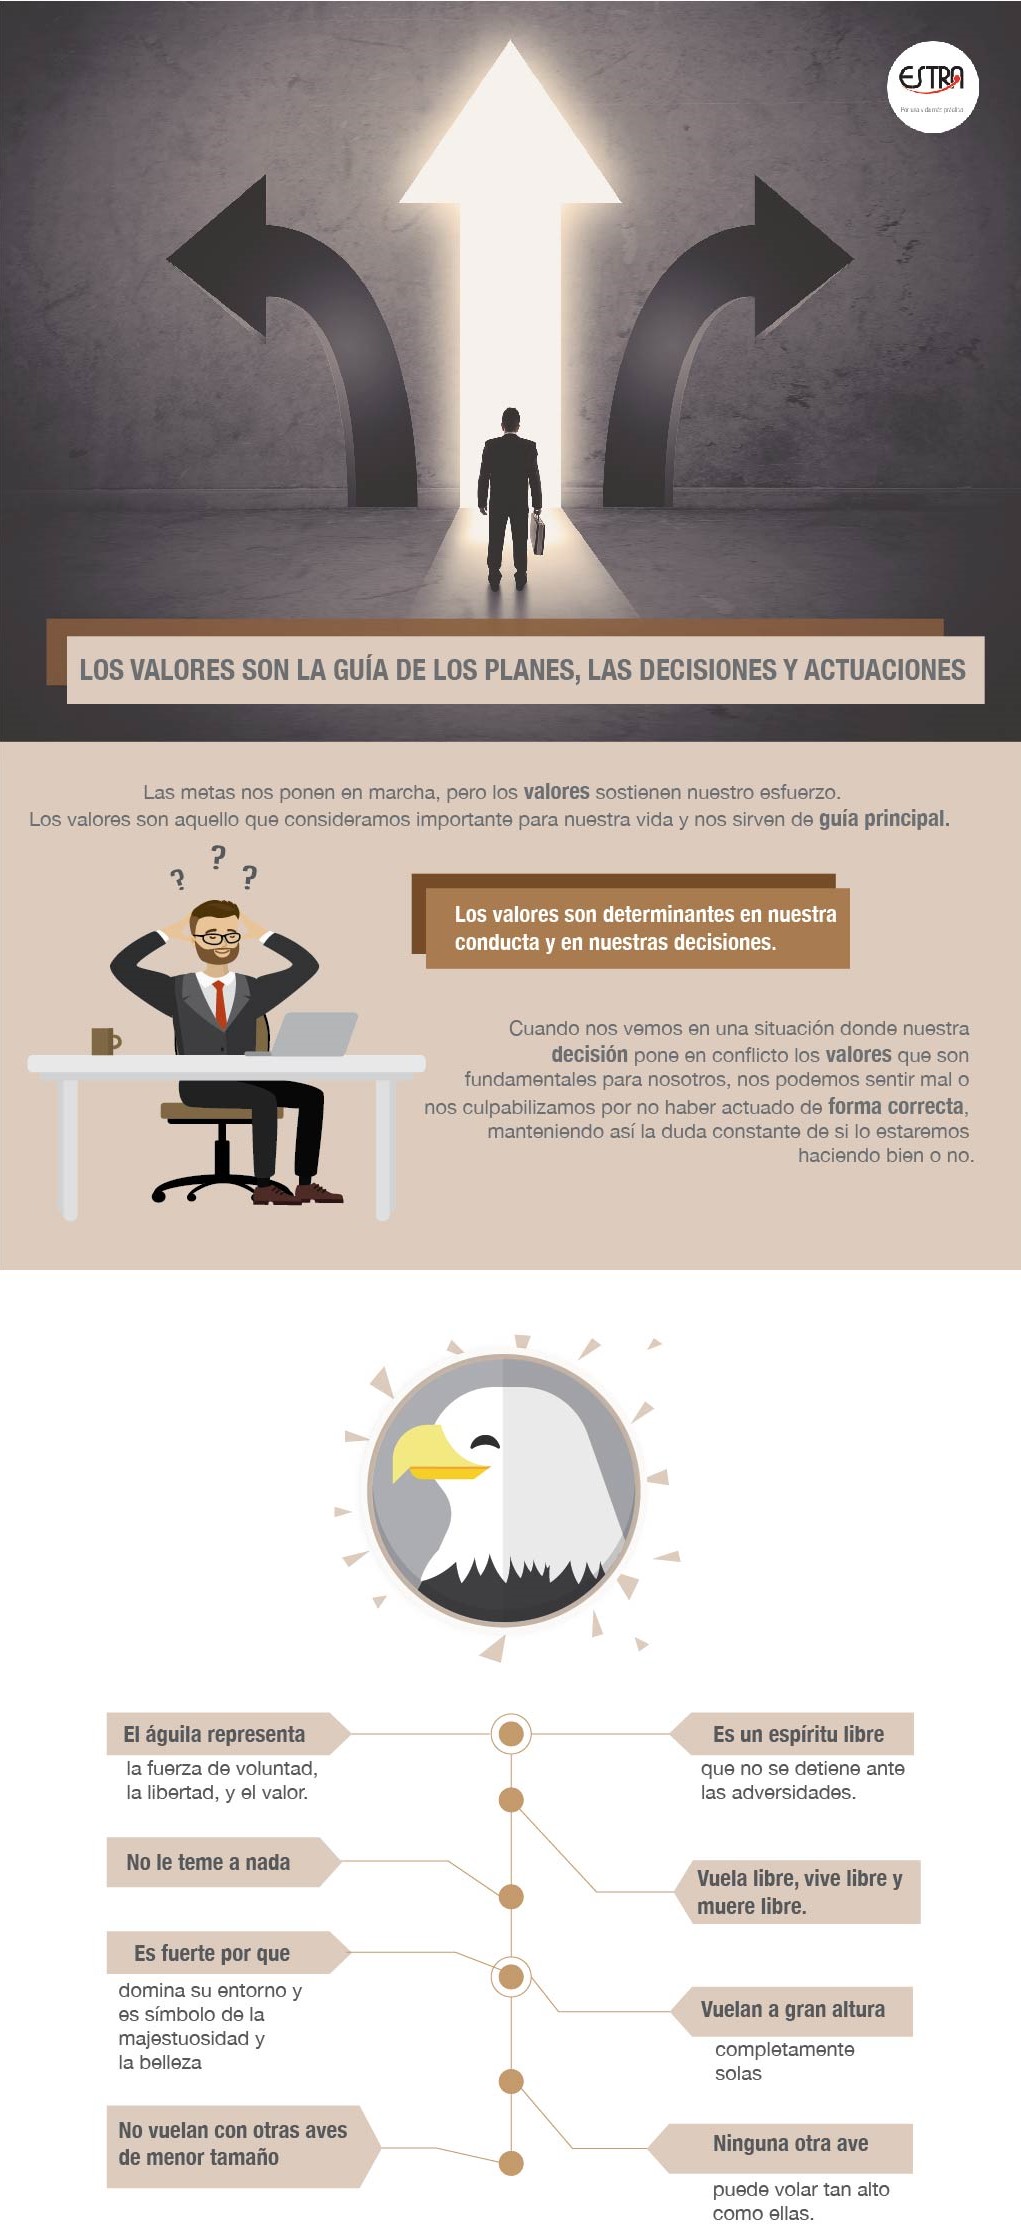 ESTRA
Por una vida más práctica
LOS VALORES SON LA GUÍA DE LOS PLANES, LAS DECISIONES Y ACTUACIONES
Las metas nos ponen en marcha, pero los valores sostienen nuestro esfuerzo.
Los valores son aquello que consideramos importante para nuestra vida y nos sirven de guía principal.
? ? ?
Los valores son determinantes en nuestra
conducta y en nuestras decisiones.
Cuando nos vemos en una situación donde nuestra
decisión pone en conflicto los valores que son
fundamentales para nosotros, nos podemos sentir mal o
nos culpabilizamos por no haber actuado de forma correcta,
manteniendo así la duda constante de si lo estaremos
haciendo bien o no.
El águila representa
la fuerza de voluntad,
la libertad, y el valor.
Es un espíritu libre
que no se detiene ante
las adversidades.
No le teme a nada
Vuela libre, vive libre y
muere libre.
Es fuerte por que
domina su entorno y
es símbolo de la
majestuosidad y
la belleza
Vuelan a gran altura
completamente
solas
No vuelan con otras aves
de menor tamaño
Ninguna otra ave
puede volar tan alto
como ellas.